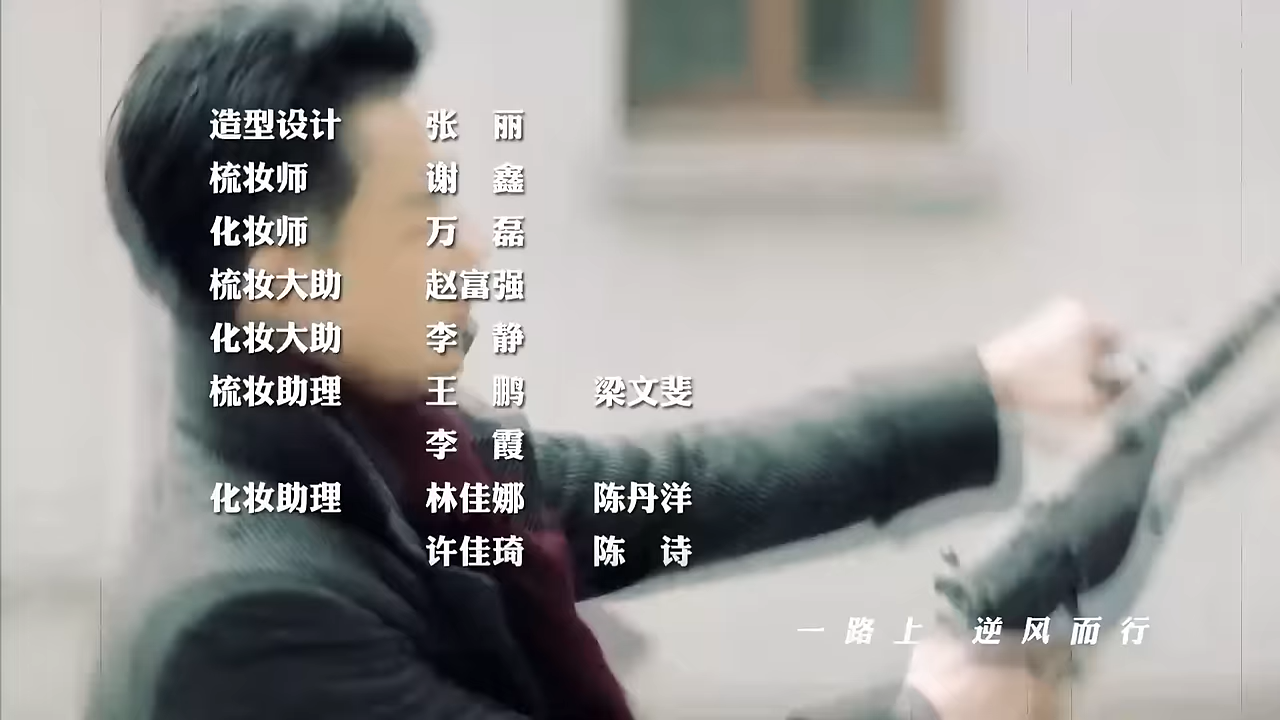 造型设计 张 丽
梳妆师 谢 鑫
化妆师 万 磊
梳妆大助 赵富强
化妆大助 李 静
梳妆助理 王 鹏 梁文斐
李 霞
化妆助理 林佳娜 陈丹洋
许佳琦 陈 诗
一路上 逆风而行